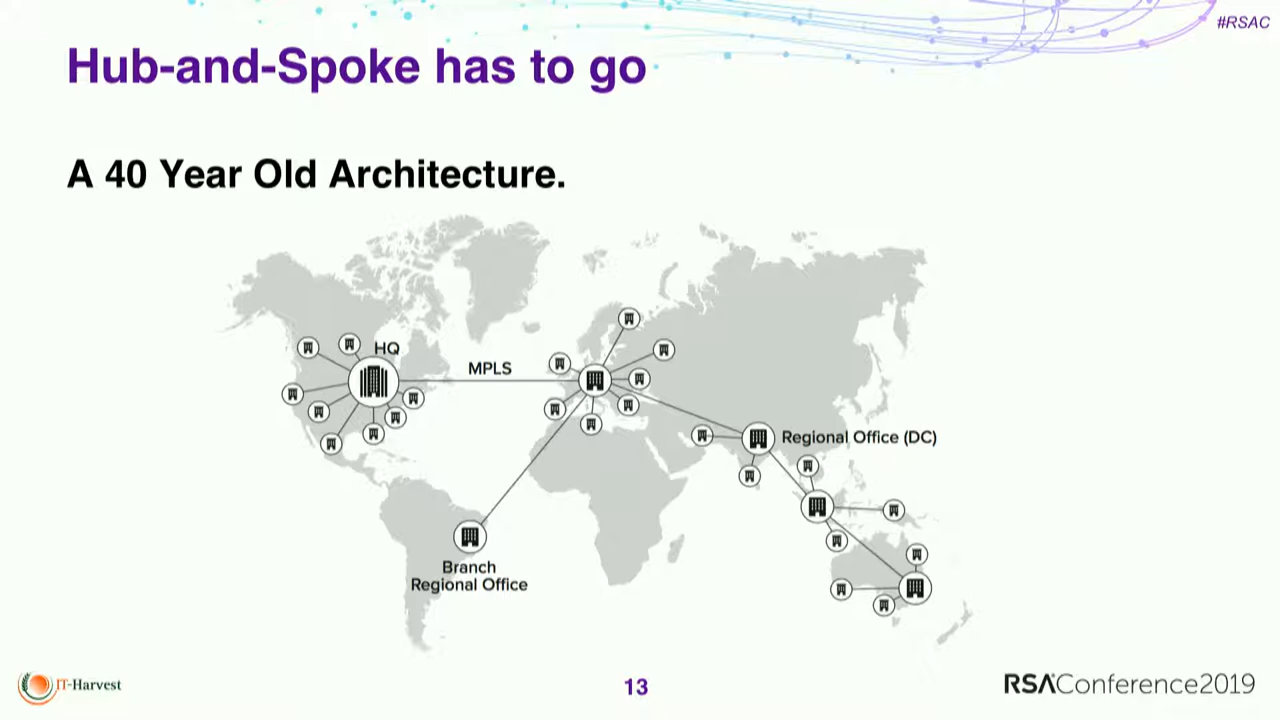 #RSAC
Hub-and-Spoke has to go
A 40 Year Old Architecture.
HQ
MPLS
Regional Office (DC)
Branch
Regional Office
IT-Harvest
13
RSAConference2019